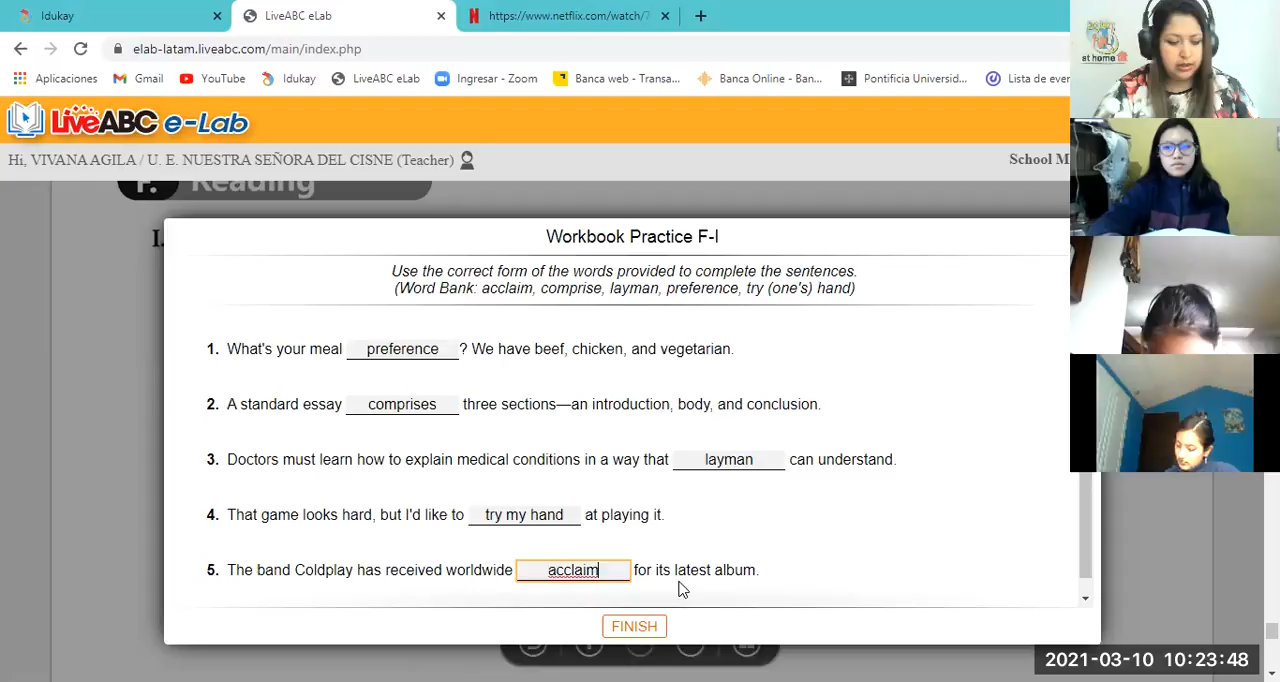 Idukay
LiveABC eLab
https://www.netflix.com/watch/7
elab-latam.liveabc.com/main/index.php
Aplicaciones Gmail YouTube Idukay LiveABC eLab Ingresar - Zoom Banca web - Transa... Banca Online - Ban... Pontificia Universid... Lista de ever
LiveABC e-Lab
Hi, VIVANA AGILA / U. E. NUESTRA SEÑORA DEL CISNE (Teacher) School M
F. Reading
I.
Workbook Practice F-I
Use the correct form of the words provided to complete the sentences.
(Word Bank: acclaim, comprise, layman, preference, try (one's) hand)
1. What's your meal preference ? We have beef, chicken, and vegetarian.
2. A standard essay comprises three sections—an introduction, body, and conclusion.
3. Doctors must learn how to explain medical conditions in a way that layman can understand.
4. That game looks hard, but I'd like to try my hand at playing it.
5. The band Coldplay has received worldwide acclaim for its latest album.
FINISH
at home
2021-03-10 10:23:48